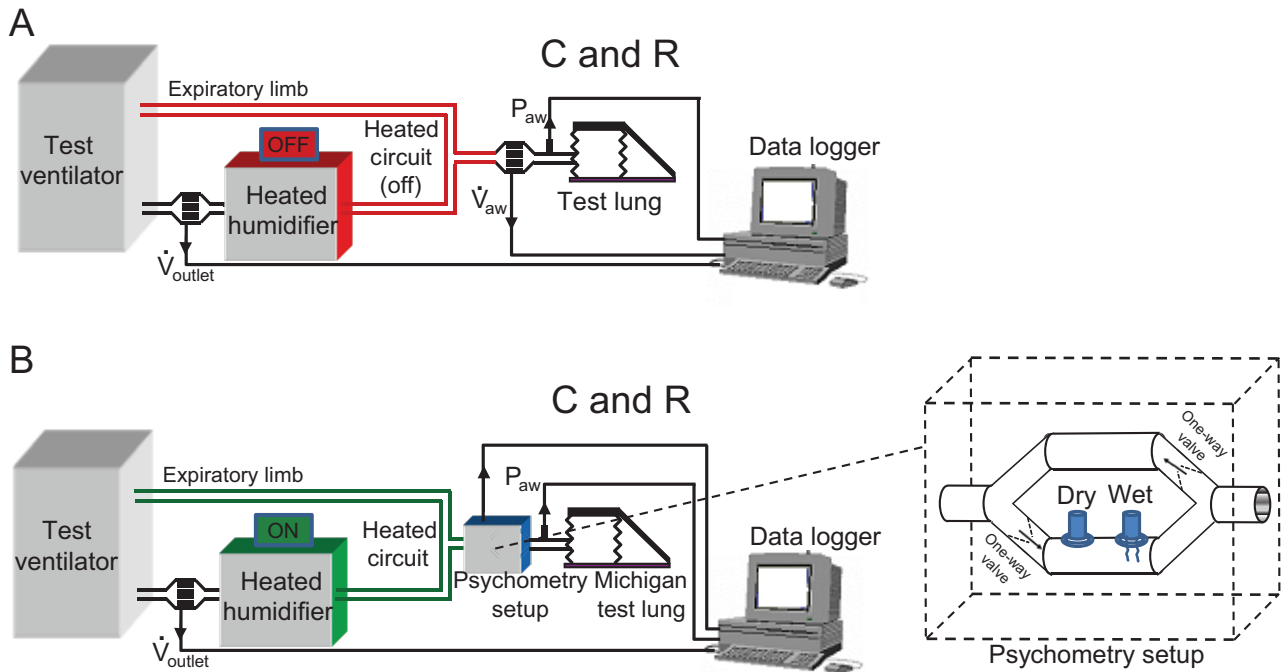 A
C and R
Expiratory limb
Paw
Test
ventilator
OFF
Heated
circuit
(off)
Data logger
Heated
humidifier
V̇aw
Test lung
V̇outlet
B
C and R
Expiratory limb
Paw
Test
ventilator
ON
Heated
circuit
Data logger
Heated
humidifier
Psychometry
setup
Michigan
test lung
V̇outlet
One-way
valve
Dry
Wet
One-way
valve
Psychometry setup